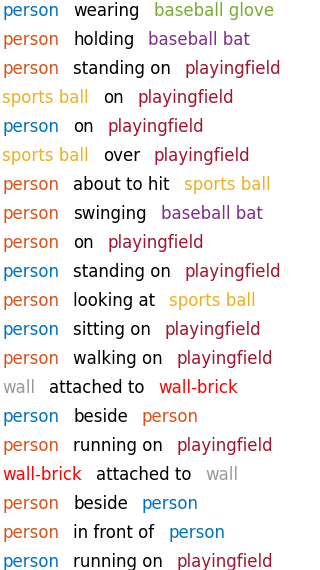 person wearing baseball glove
person holding baseball bat
person standing on playingfield
sports ball on playingfield
person on playingfield
sports ball over playingfield
person about to hit sports ball
person swinging baseball bat
person on playingfield
person standing on playingfield
person looking at sports ball
person sitting on playingfield
person walking on playingfield
wall attached to wall-brick
person beside person
person running on playingfield
wall-brick attached to wall
person beside person
person in front of person
person running on playingfield